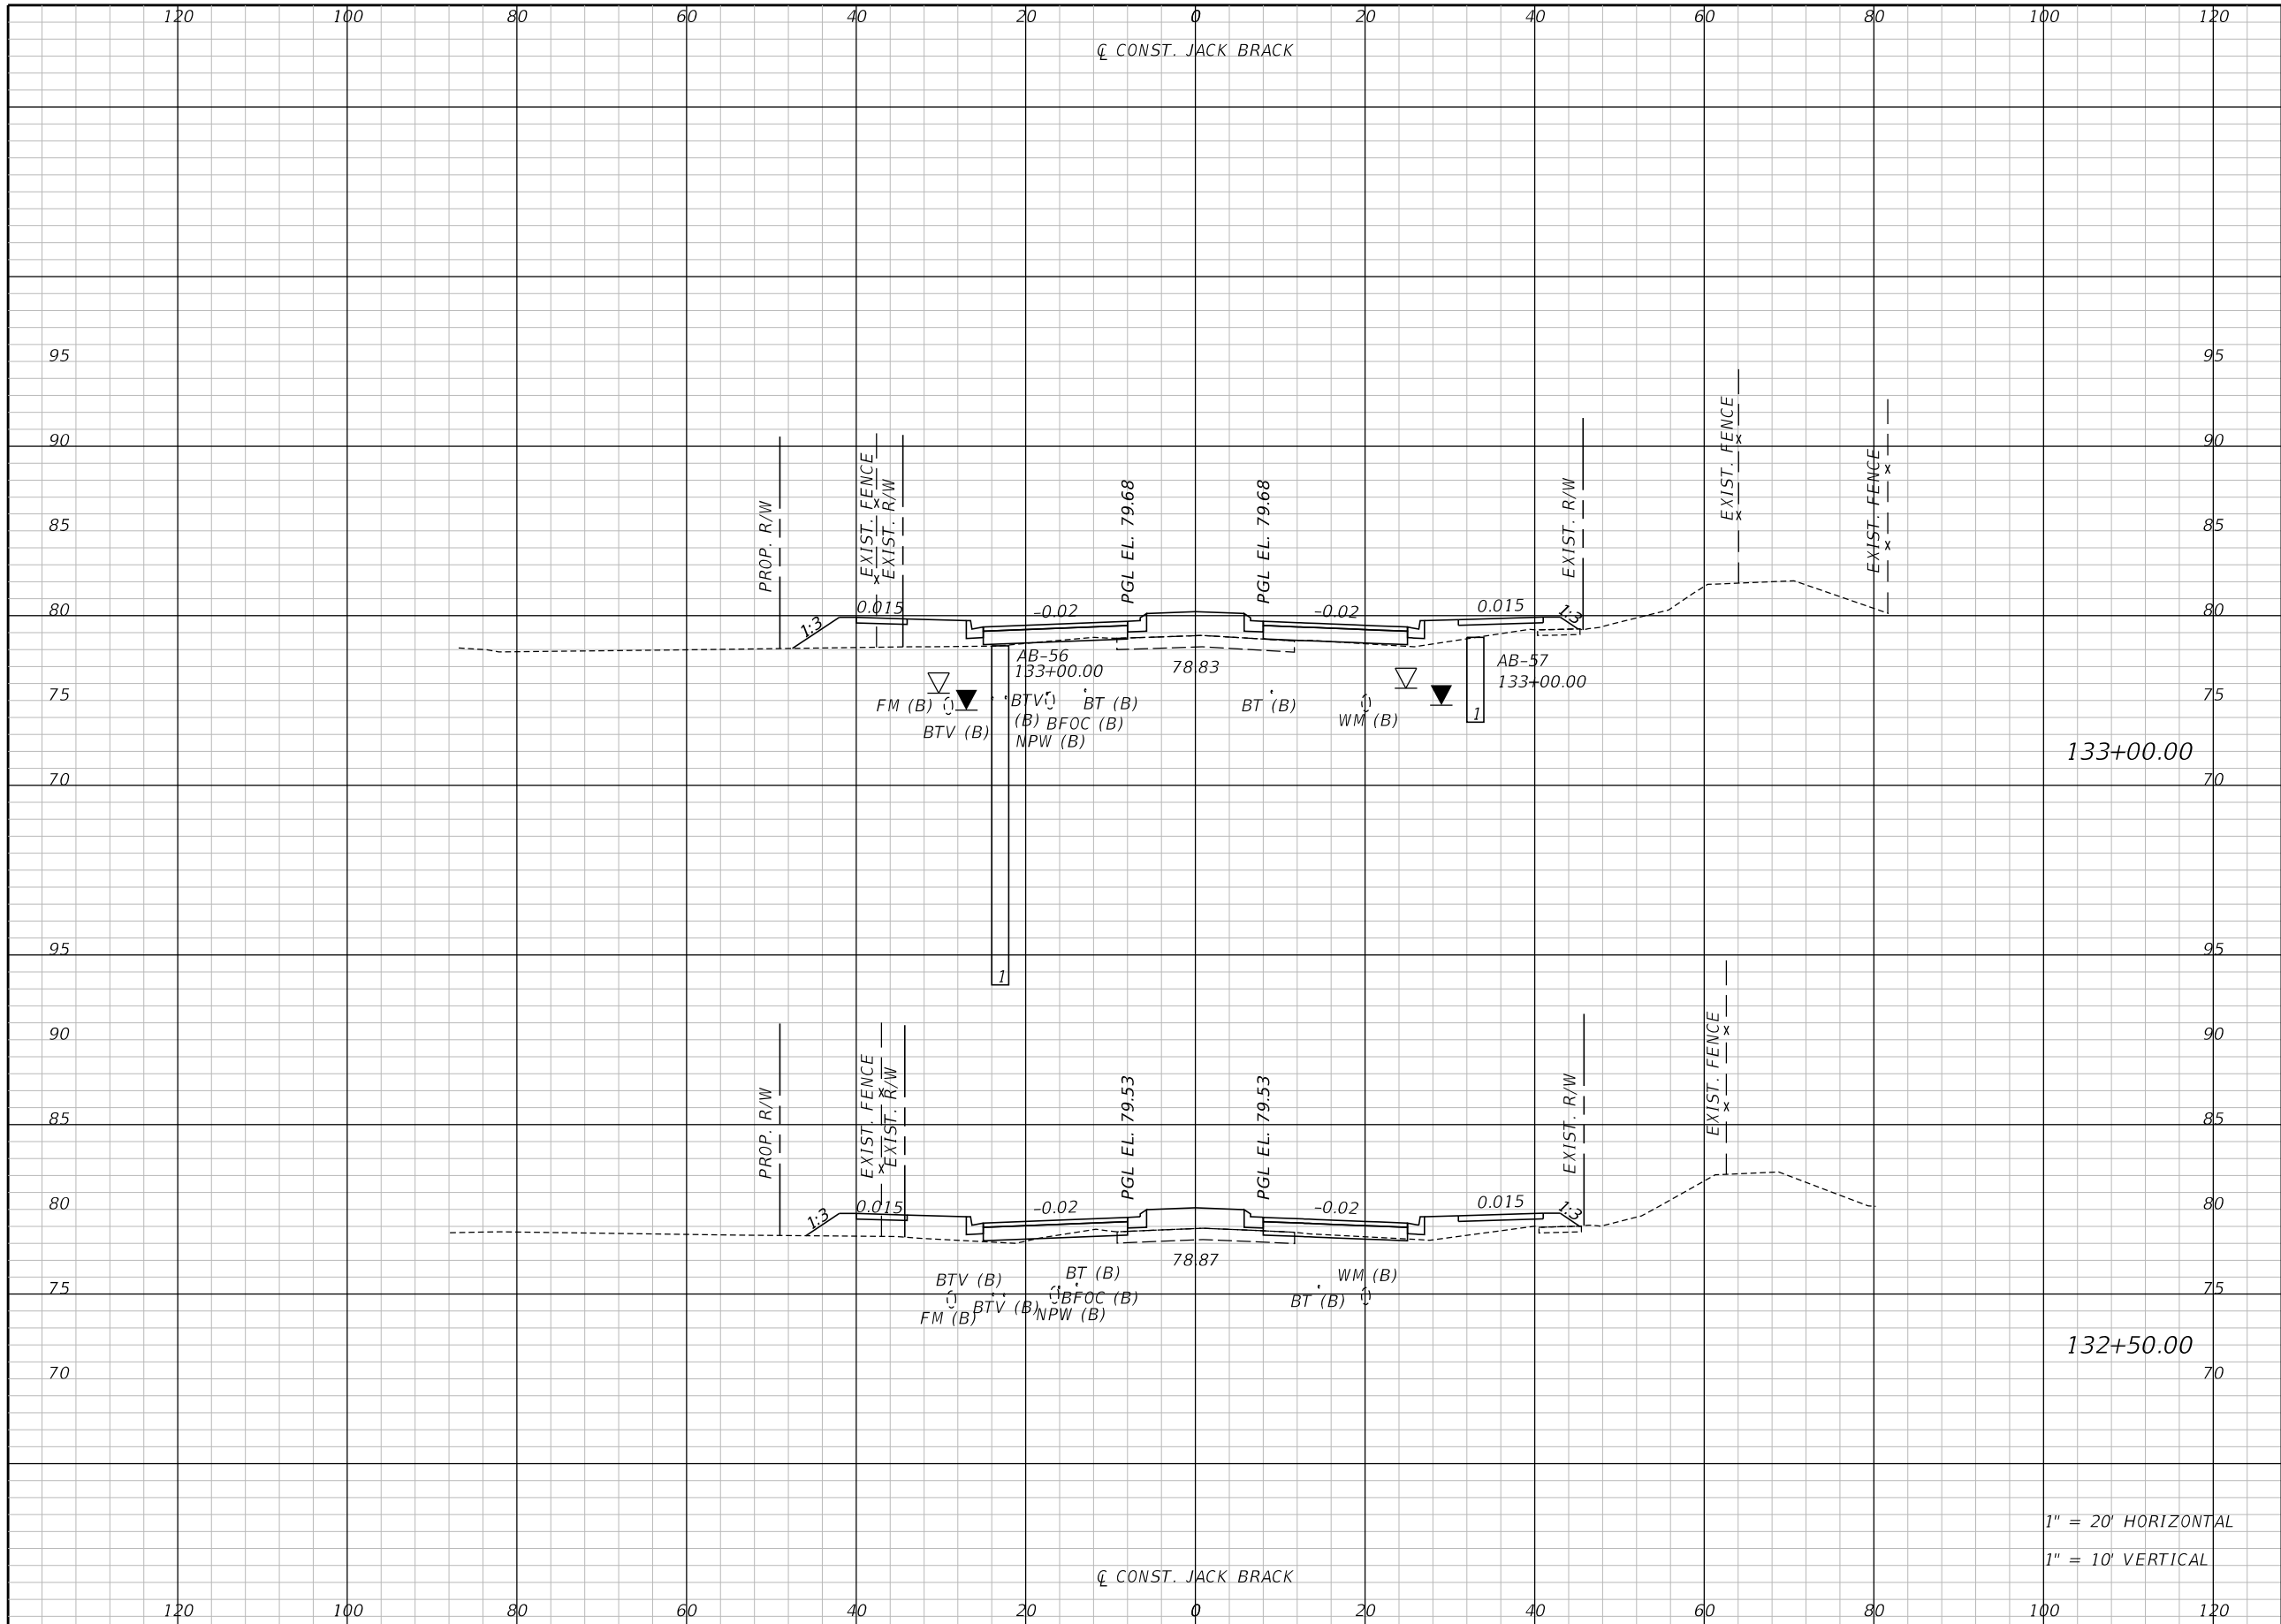 120 100 80 60 40 20 0 20 40 60 80 100 120
℄ CONST. JACK BRACK
95 95
90 90
85 85
80 80
75 75
70 70
PROP. R/W
EXIST. FENCE
EXIST. R/W
PGL EL. 79.68
PGL EL. 79.68
EXIST. R/W
EXIST. FENCE
EXIST. FENCE
1:3 0.015 -0.02 -0.02 0.015 1:3
AB-56
133+00.00
78.83
AB-57
133+00.00
FM (B)
BTV (B)
BTV
(B)
BT (B)
BFOC (B)
NPW (B)
BT (B)
WM (B)
1
1
133+00.00
95 95
90 90
85 85
80 80
75 75
70 70
PROP. R/W
EXIST. FENCE
EXIST. R/W
PGL EL. 79.53
PGL EL. 79.53
EXIST. R/W
EXIST. FENCE
1:3 0.015 -0.02 -0.02 0.015 1:3
78.87
BTV (B)
FM (B)
BTV (B)
BT (B)
BFOC (B)
NPW (B)
BT (B)
WM (B)
132+50.00
1" = 20' HORIZONTAL
1" = 10' VERTICAL
℄ CONST. JACK BRACK
120 100 80 60 40 20 0 20 40 60 80 100 120